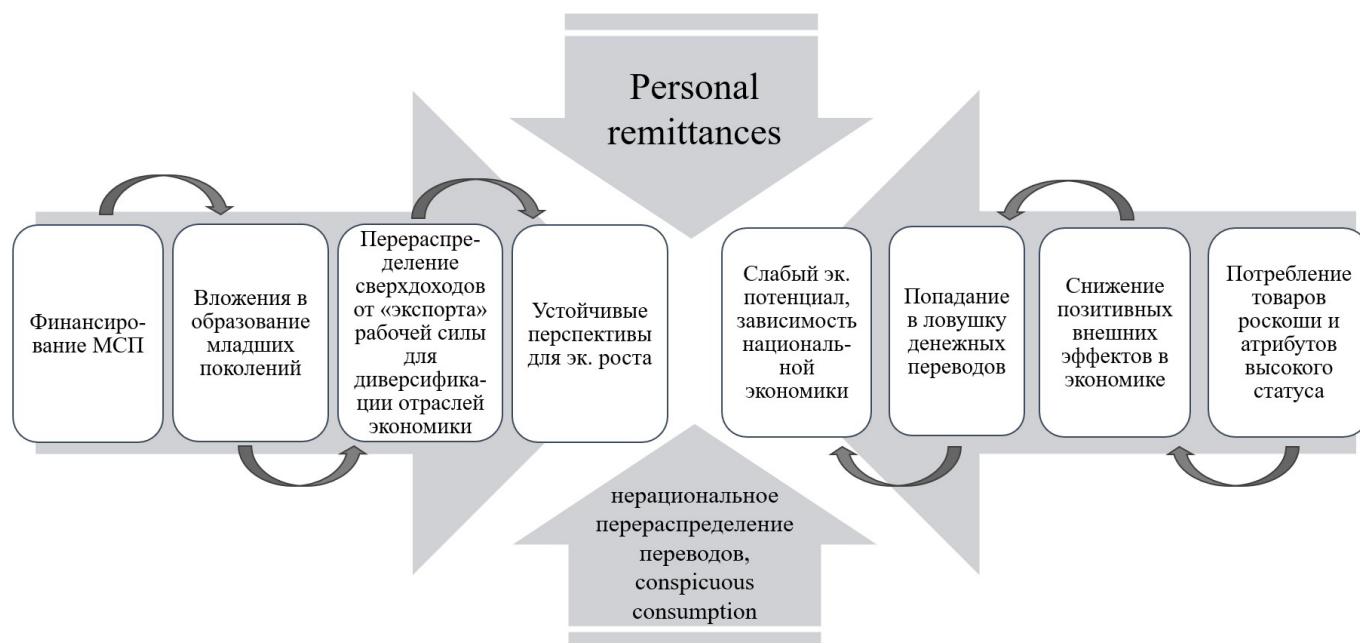 Personal
remittances
Финансиро-
вание МСП
Вложения в
образование
младших
поколений
Перераспре-
деление
сверхдоходов
от «экспорта»
рабочей силы
для
диверсифика-
ции отраслей
экономики
Устойчивые
перспективы
для эк. роста
Слабый эк.
потенциал,
зависимость
националь-
ной
экономики
Попадание
в ловушку
денежных
переводов
Снижение
позитивных
внешних
эффектов в
экономике
Потребление
товаров
роскоши и
атрибутов
высокого
статуса
нерациональное
перераспределение
переводов,
conspicuous
consumption